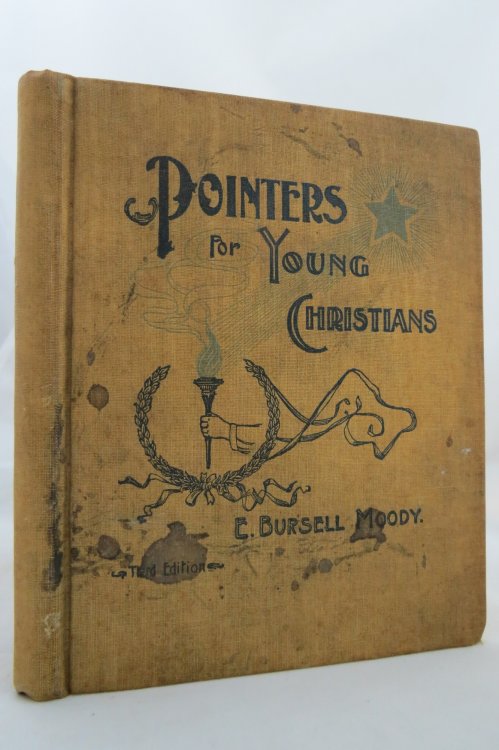 POINTERS
For YOUNG
CHRISTIANS
E. BURSELL MOODY.
Third Edition